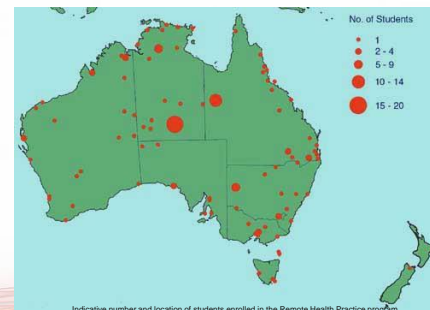 No. of Students
1
2 - 4
5 - 9
10 - 14
15 - 20
Indicative number and location of students enrolled in the Remote Health Practice program